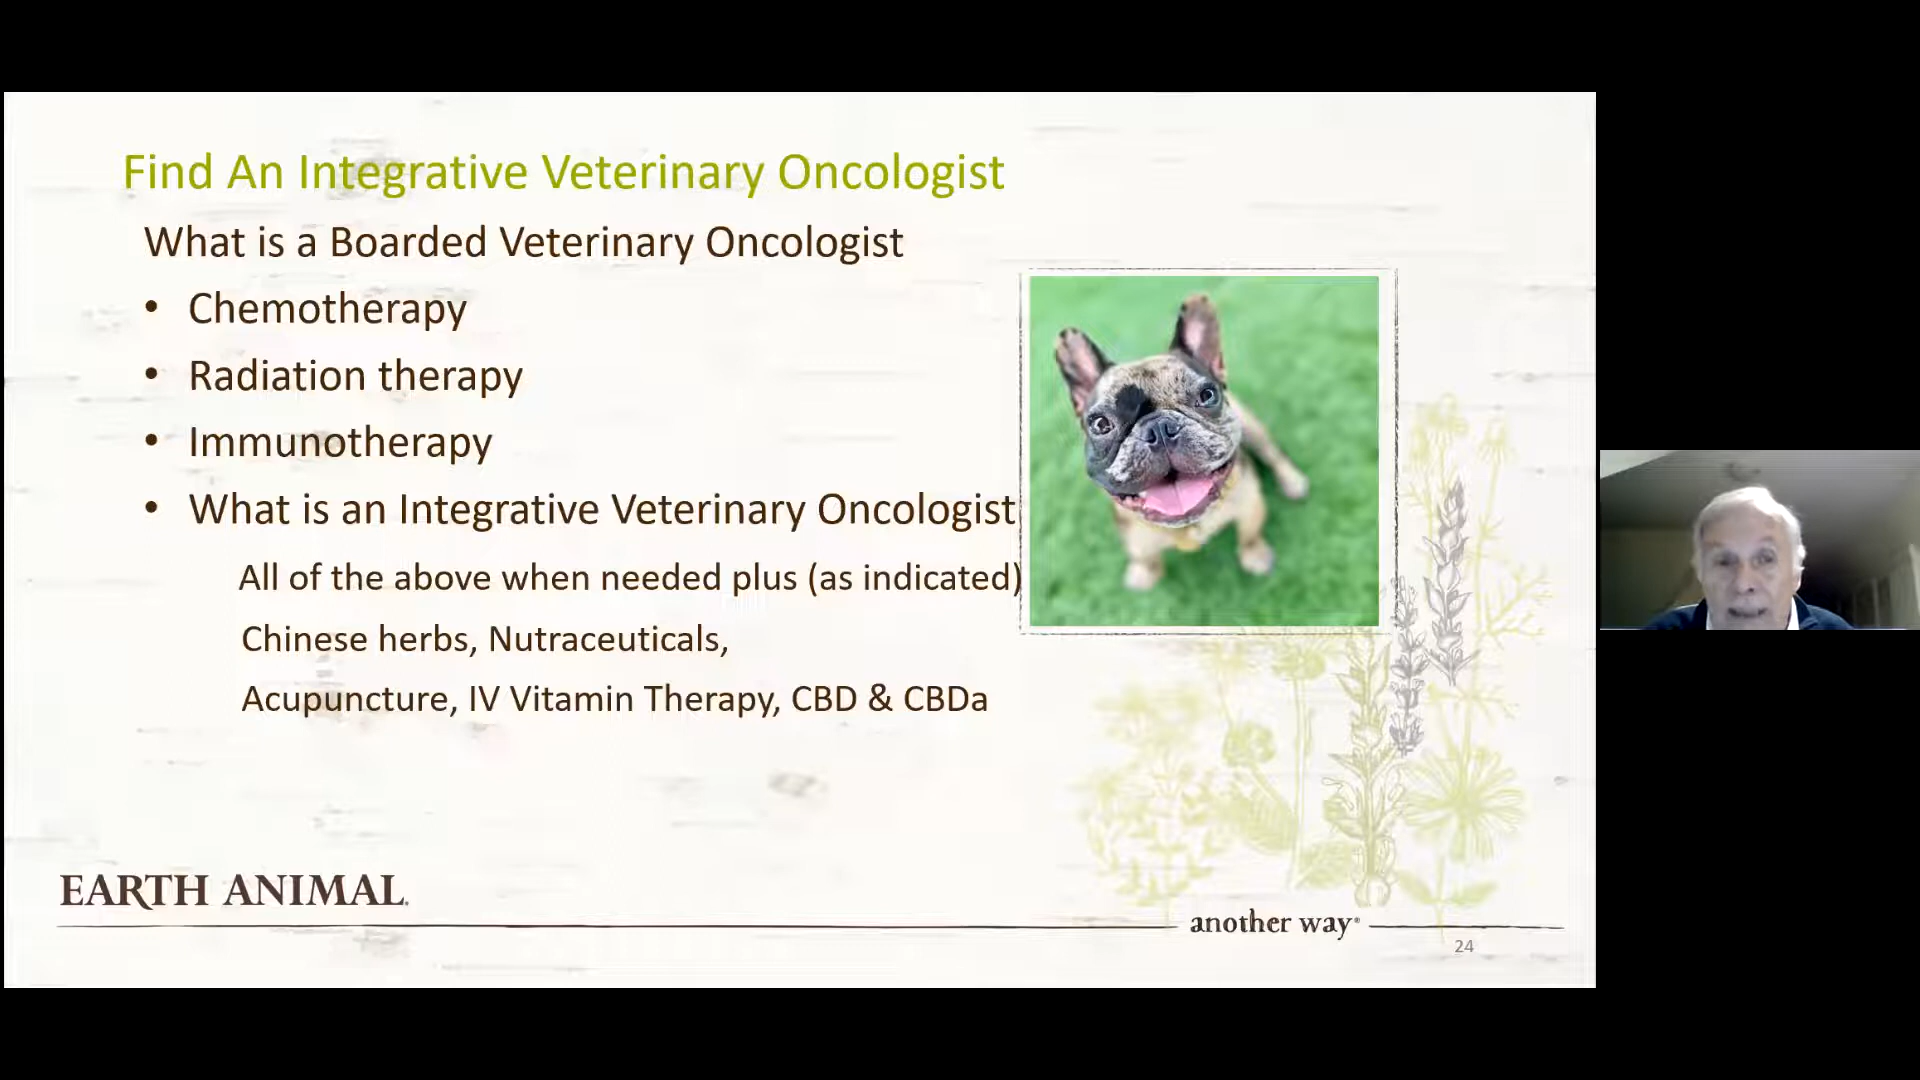 Find An Integrative Veterinary Oncologist
What is a Boarded Veterinary Oncologist
• Chemotherapy
• Radiation therapy
• Immunotherapy
• What is an Integrative Veterinary Oncologist
All of the above when needed plus (as indicated)
Chinese herbs, Nutraceuticals,
Acupuncture, IV Vitamin Therapy, CBD & CBDa
EARTH ANIMAL
another way®
24